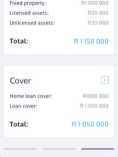 Fixed property:
Licensed assets:
Unlicensed assets:
Total: R 1 150 000
Cover
Home loan cover:
Loan cover:
Total: R 1 050 000